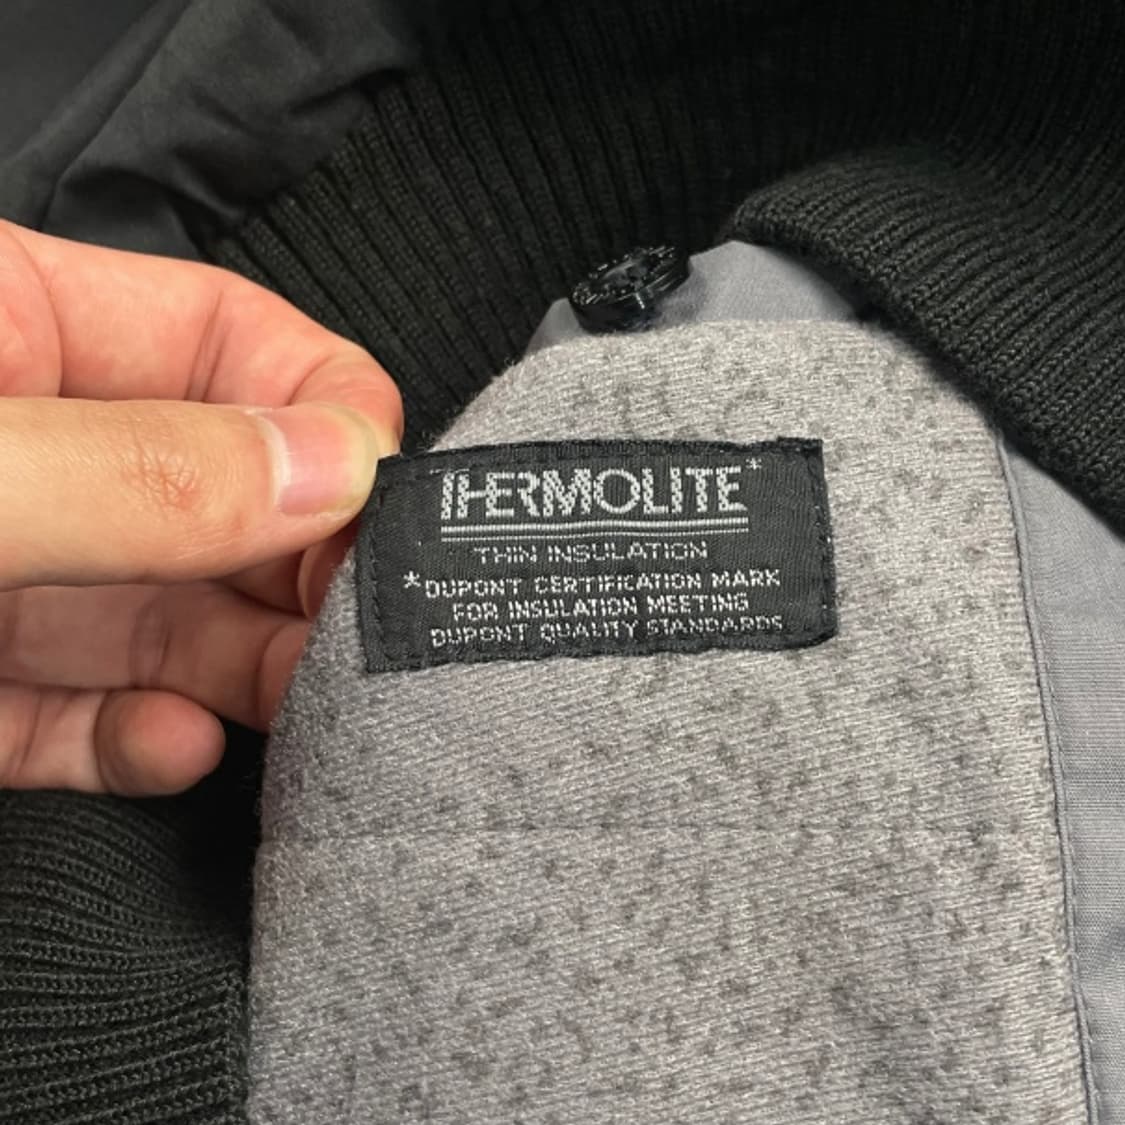 THERMOLITE*
THIN INSULATION
*DUPONT CERTIFICATION MARK
FOR INSULATION MEETING
DUPONT QUALITY STANDARDS